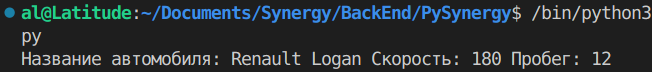 al@Latitude:~/Documents/Synergy/BackEnd/PySynergy$ /bin/python3
py
Название автомобиля: Renault Logan Скорость: 180 Пробег: 12